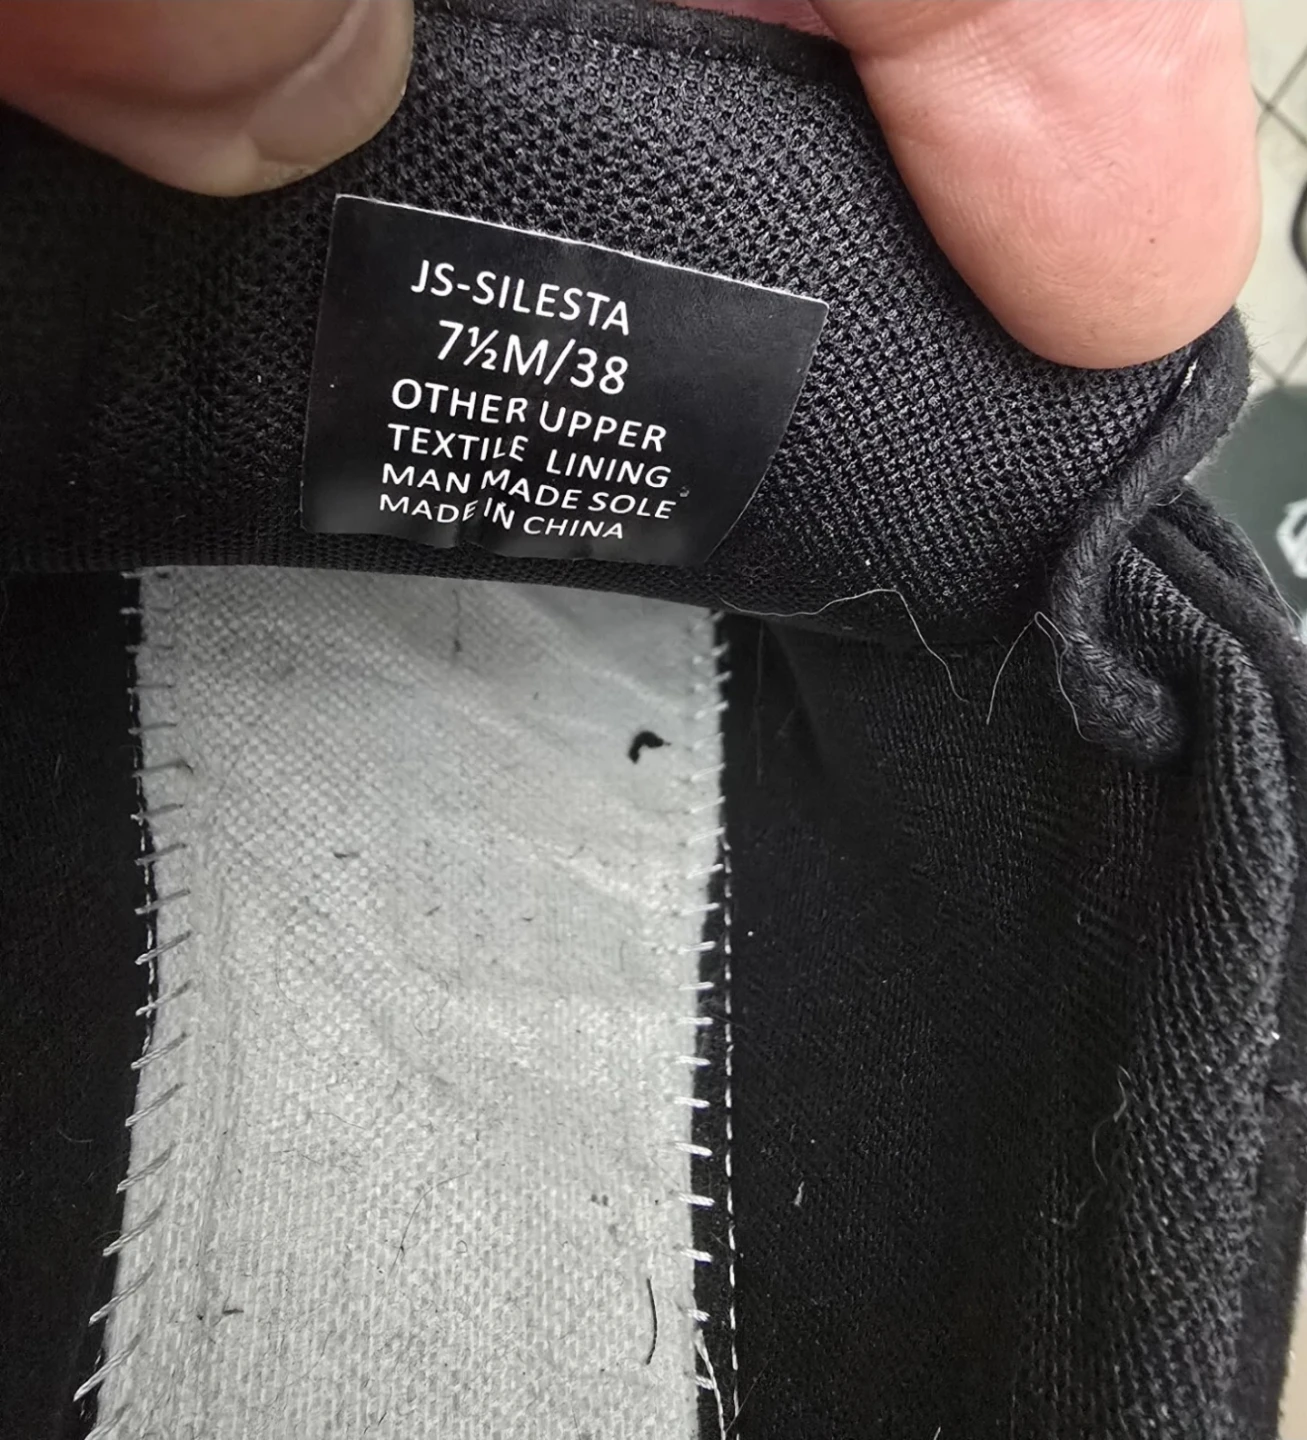 JS-SILESTA
7½M/38
OTHER UPPER
TEXTILE LINING
MAN MADE SOLE
MADE IN CHINA